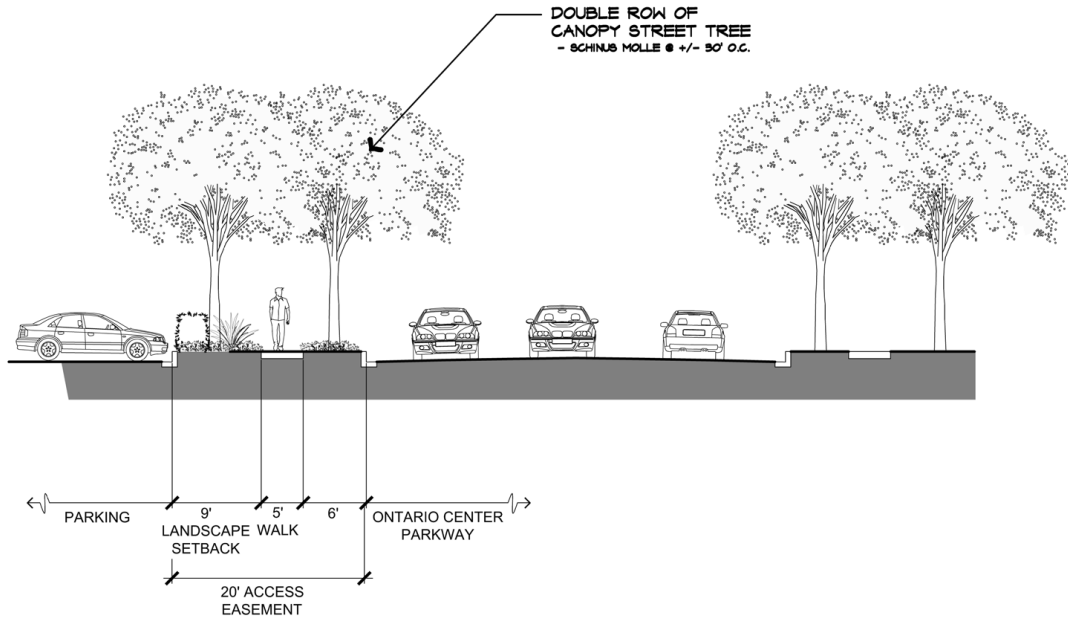 DOUBLE ROW OF
CANOPY STREET TREE
- SCHINUS MOLLE @ +/- 30' O.C.
PARKING
9'
LANDSCAPE
SETBACK
5'
WALK
6'
ONTARIO CENTER
PARKWAY
20' ACCESS
EASEMENT